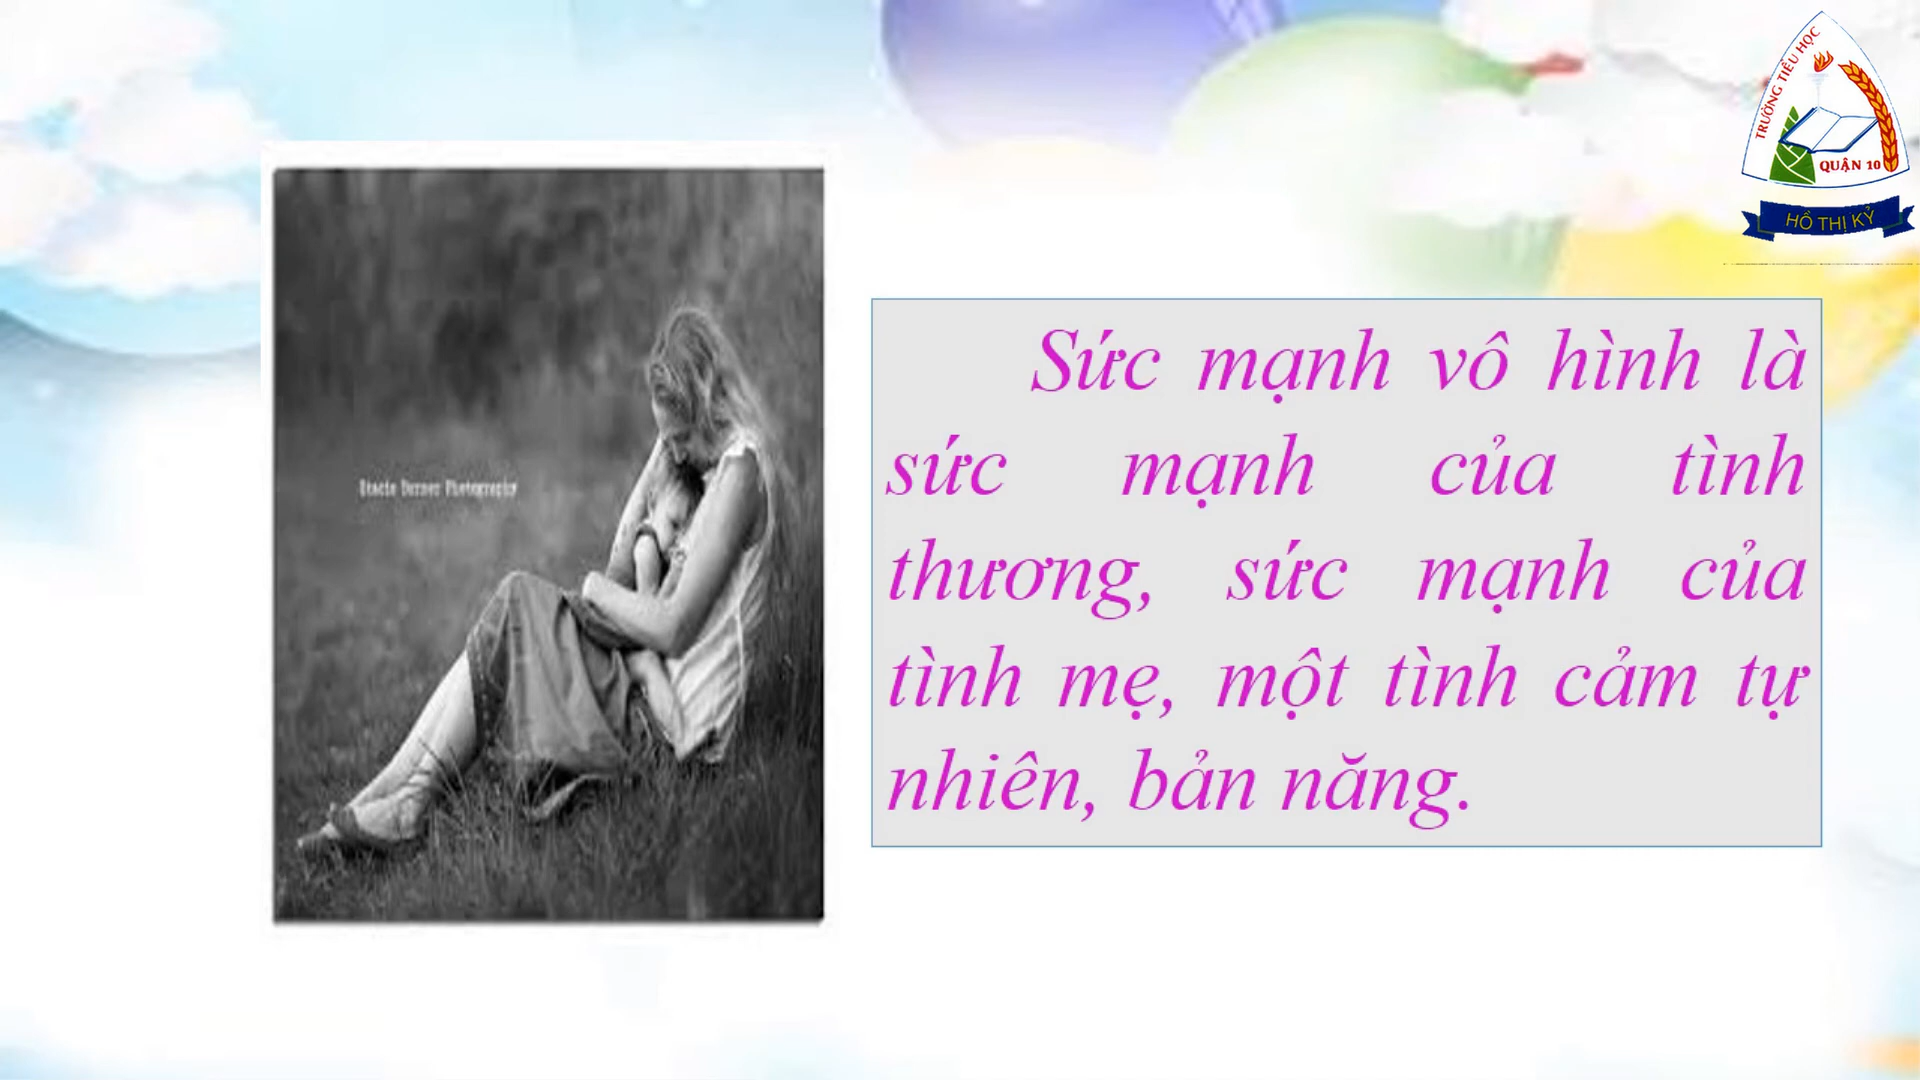 TRƯỜNG TIỂU HỌC
QUẬN 10
HỒ THỊ KỶ
Sức mạnh vô hình là
sức mạnh của tình
thương, sức mạnh của
tình mẹ, một tình cảm tự
nhiên, bản năng.
Photography